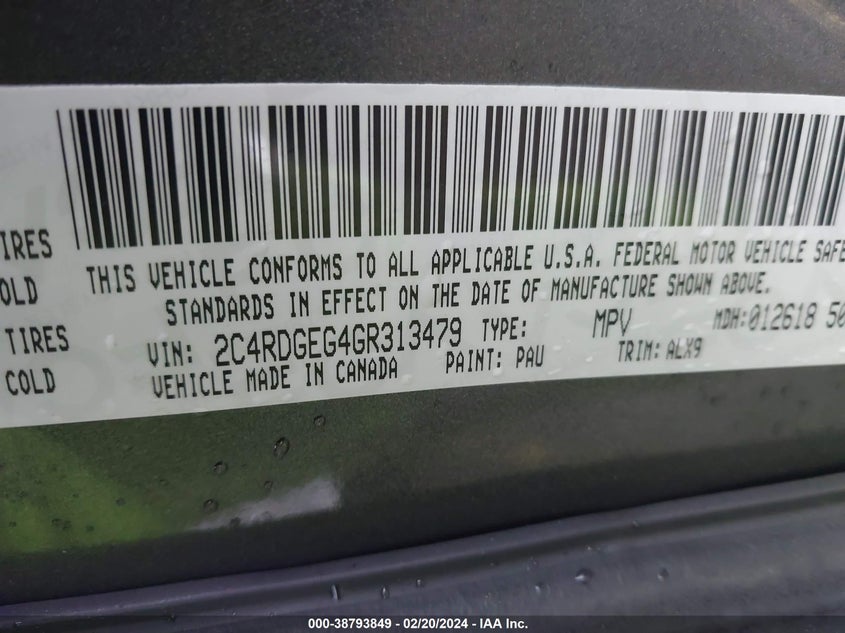 THIS VEHICLE CONFORMS TO ALL APPLICABLE U.S.A. FEDERAL MOTOR VEHICLE SAFE
STANDARDS IN EFFECT ON THE DATE OF MANUFACTURE SHOWN ABOVE.
VIN: 2C4RDGEG4GR313479 TYPE: MPV MDH:012618 50
VEHICLE MADE IN CANADA PAINT: PAU TRIM: ALX9
TIRES
COLD
TIRES
COLD
000-38793849 / 02/20/2024 - IAA Inc.